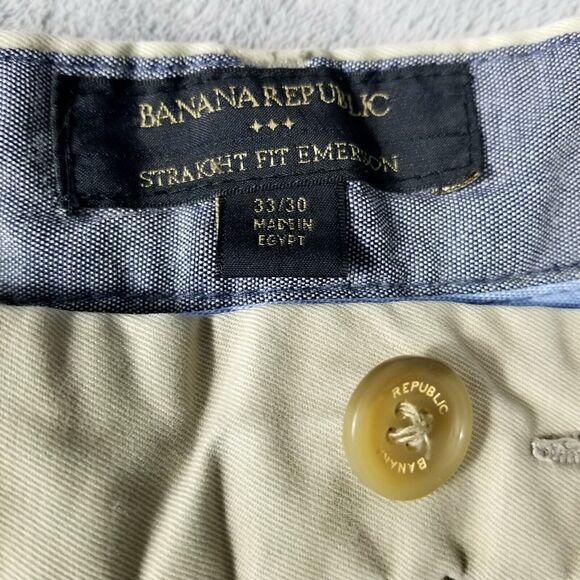 BANANA REPUBLIC
STRAIGHT FIT EMERSON
33/30
MADE IN
EGYPT
REPUBLIC
BANANA